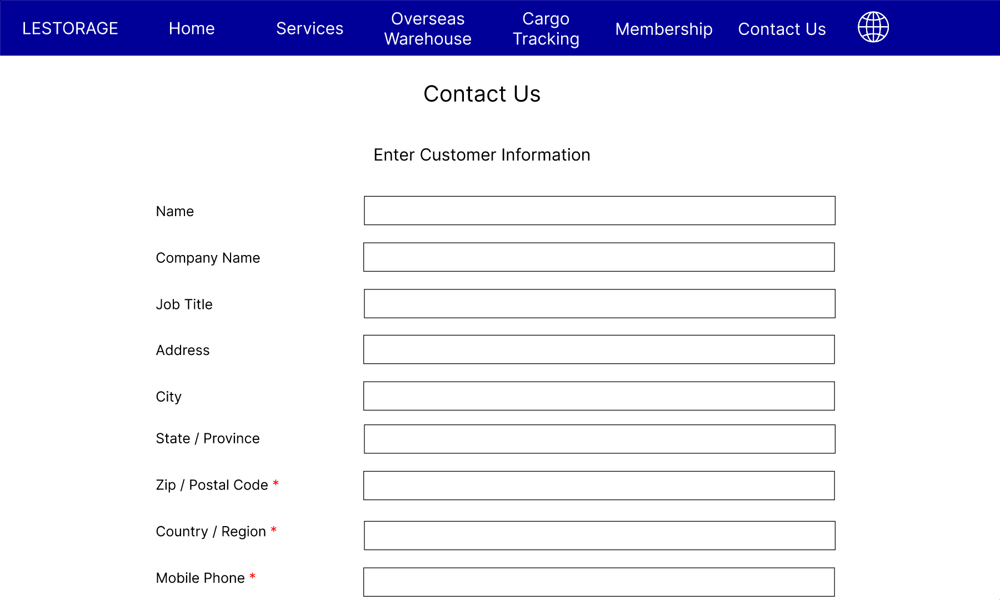 LESTORAGE
Home
Services
Overseas
Warehouse
Cargo
Tracking
Membership
Contact Us
Contact Us
Enter Customer Information
Name
Company Name
Job Title
Address
City
State / Province
Zip / Postal Code *
Country / Region *
Mobile Phone *